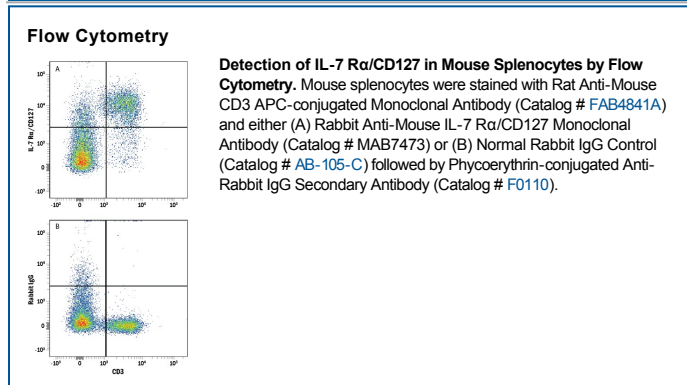 Flow Cytometry
Detection of IL-7 Rα/CD127 in Mouse Splenocytes by Flow
Cytometry. Mouse splenocytes were stained with Rat Anti-Mouse
CD3 APC-conjugated Monoclonal Antibody (Catalog # FAB4841A)
and either (A) Rabbit Anti-Mouse IL-7 Rα/CD127 Monoclonal
Antibody (Catalog # MAB7473) or (B) Normal Rabbit IgG Control
(Catalog # AB-105-C) followed by Phycoerythrin-conjugated Anti-
Rabbit IgG Secondary Antibody (Catalog # F0110).
A
IL-7 Rα/CD127
B
Rabbit IgG
CD3